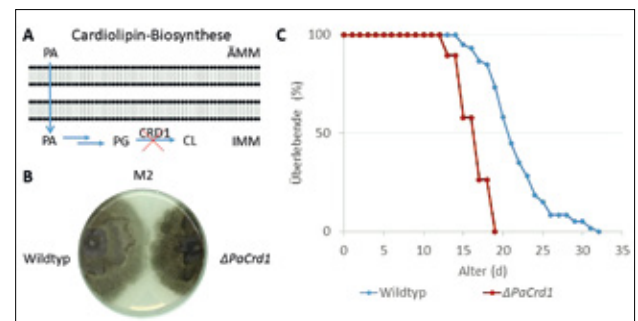 A Cardiolipin-Biosynthese
PA ÄMM
PA PG CRD1 CL IMM
B M2
Wildtyp ΔPaCrd1
C
Überlebende (%)
100
50
0
0 5 10 15 20 25 30 35
Alter (d)
Wildtyp ΔPaCrd1